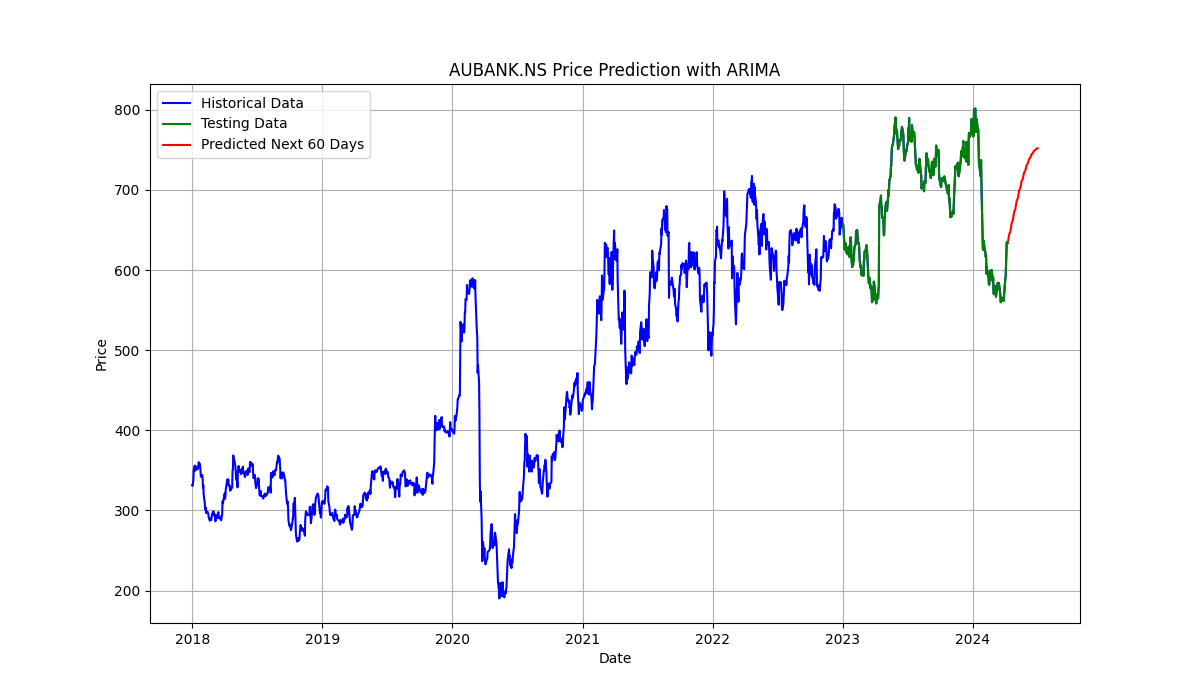 AUBANK.NS Price Prediction with ARIMA
Historical Data
Testing Data
Predicted Next 60 Days
Price
800
700
600
500
400
300
200
2018 2019 2020 2021 2022 2023 2024
Date